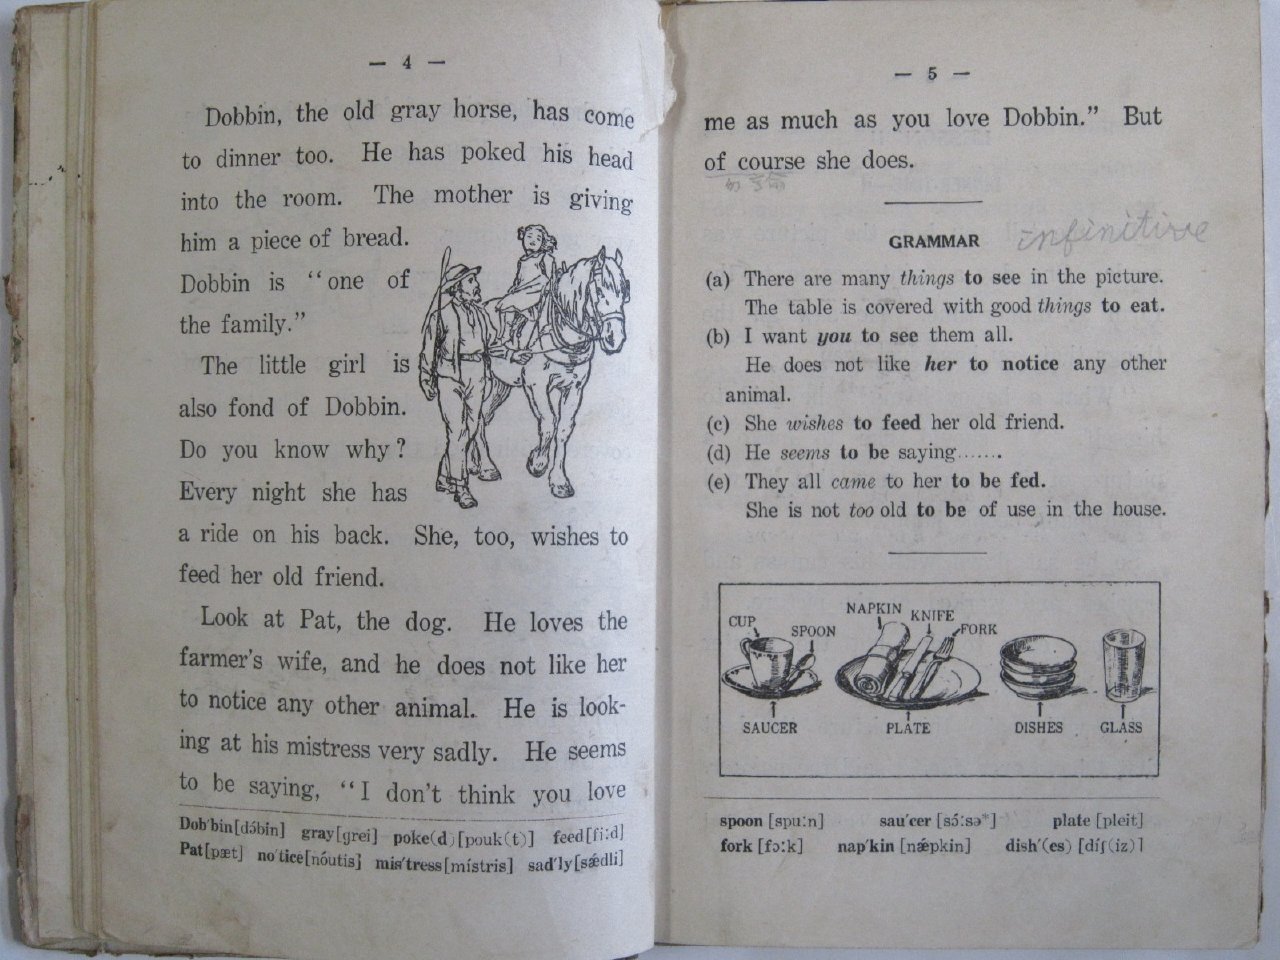 — 4 —
Dobbin, the old gray horse, has come
to dinner too. He has poked his head
into the room. The mother is giving
him a piece of bread.
Dobbin is “one of
the family.”
The little girl is
also fond of Dobbin.
Do you know why?
Every night she has
a ride on his back. She, too, wishes to
feed her old friend.
Look at Pat, the dog. He loves the
farmer's wife, and he does not like her
to notice any other animal. He is look-
ing at his mistress very sadly. He seems
to be saying, “I don't think you love
Dob′bin[dɔ́bin] gray[grei] poke(d)[pouk(t)] feed[fiːd]
Pat[pæt] no′tice[nóutis] mis′tress[místris] sad′ly[sǽdli]
— 5 —
me as much as you love Dobbin.” But
of course she does.
GRAMMAR infinitive
(a) There are many things to see in the picture.
The table is covered with good things to eat.
(b) I want you to see them all.
He does not like her to notice any other
animal.
(c) She wishes to feed her old friend.
(d) He seems to be saying.......
(e) They all came to her to be fed.
She is not too old to be of use in the house.
CUP SPOON NAPKIN KNIFE FORK
SAUCER PLATE DISHES GLASS
spoon [spuːn] sau′cer [sɔ́ːsə*] plate [pleit]
fork [fɔːk] nap′kin [nǽpkin] dish′(es) [díʃ(iz)]